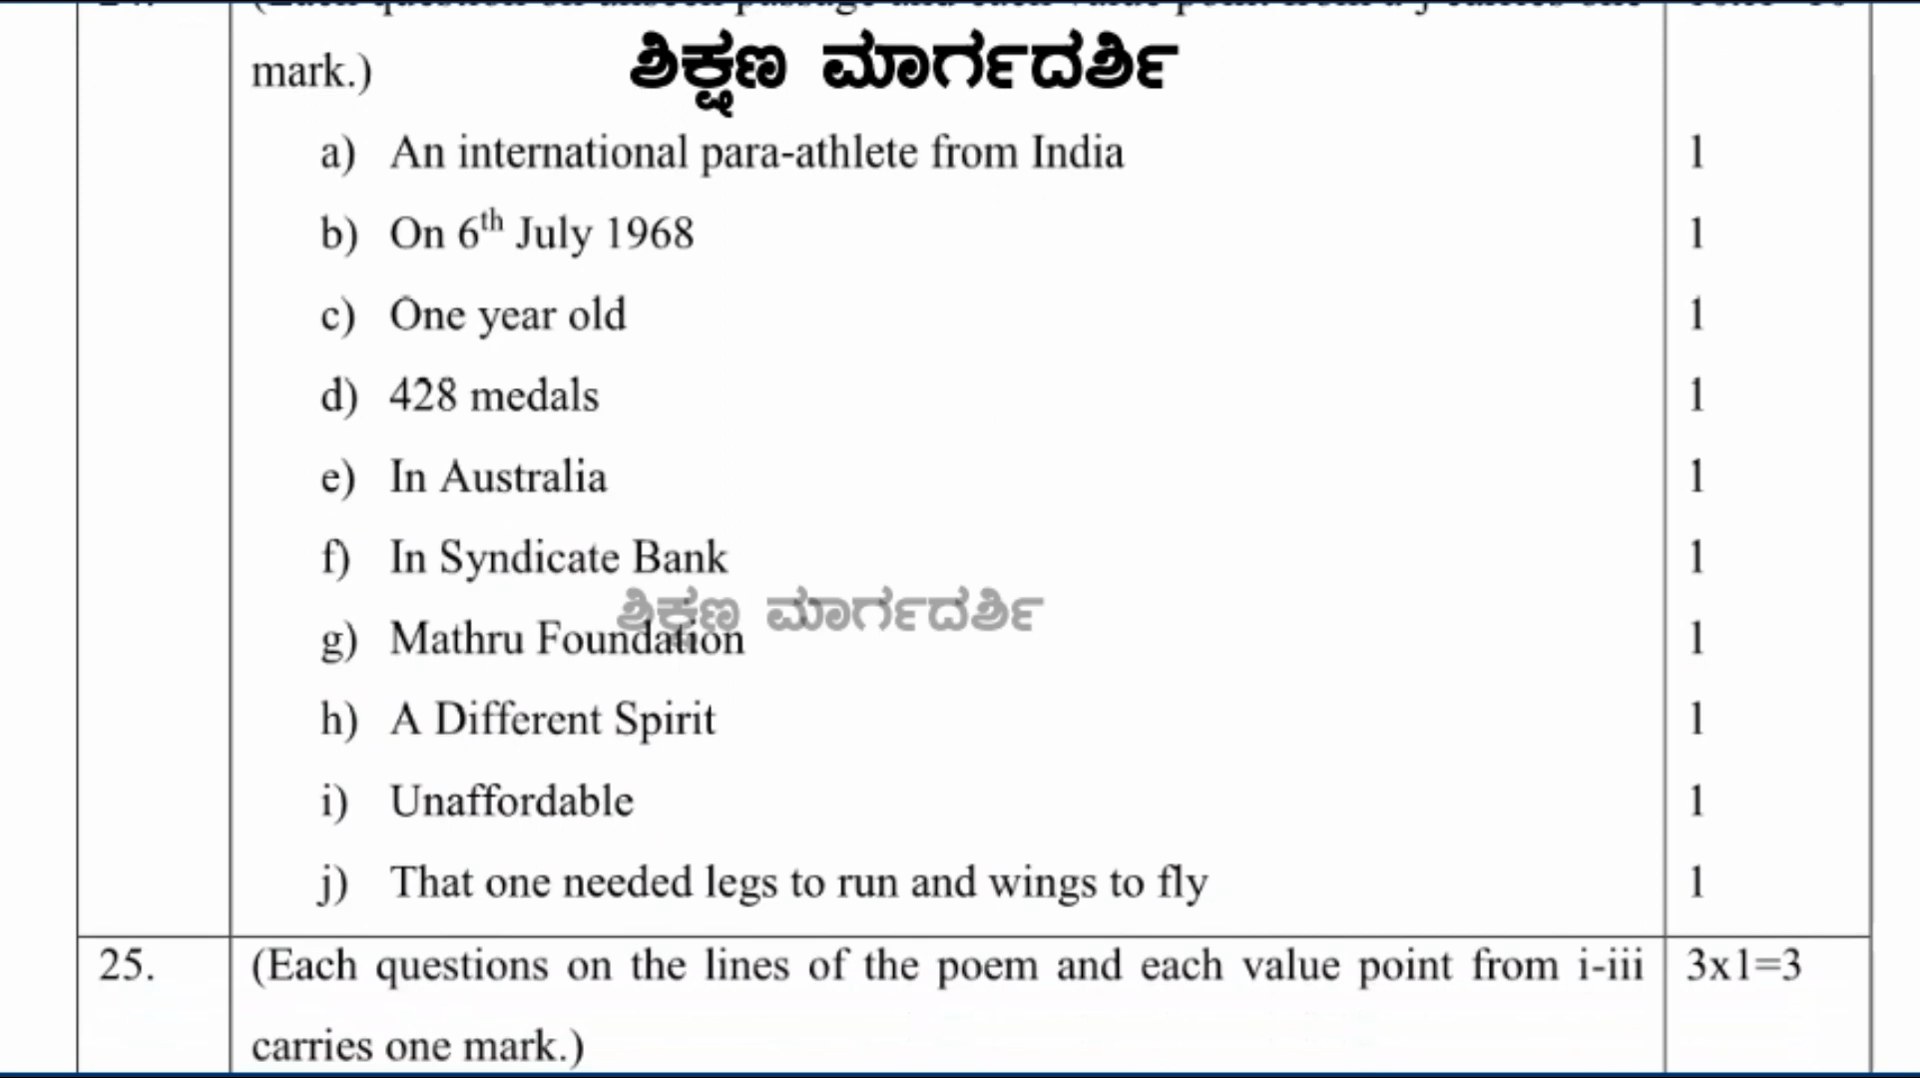 mark.)
ಶಿಕ್ಷಣ ಮಾರ್ಗದರ್ಶಿ
a) An international para-athlete from India 1
b) On 6th July 1968 1
c) One year old 1
d) 428 medals 1
e) In Australia 1
f) In Syndicate Bank 1
ಶಿಕ್ಷಣ ಮಾರ್ಗದರ್ಶಿ
g) Mathru Foundation 1
h) A Different Spirit 1
i) Unaffordable 1
j) That one needed legs to run and wings to fly 1
25. (Each questions on the lines of the poem and each value point from i-iii 3x1=3
carries one mark.)